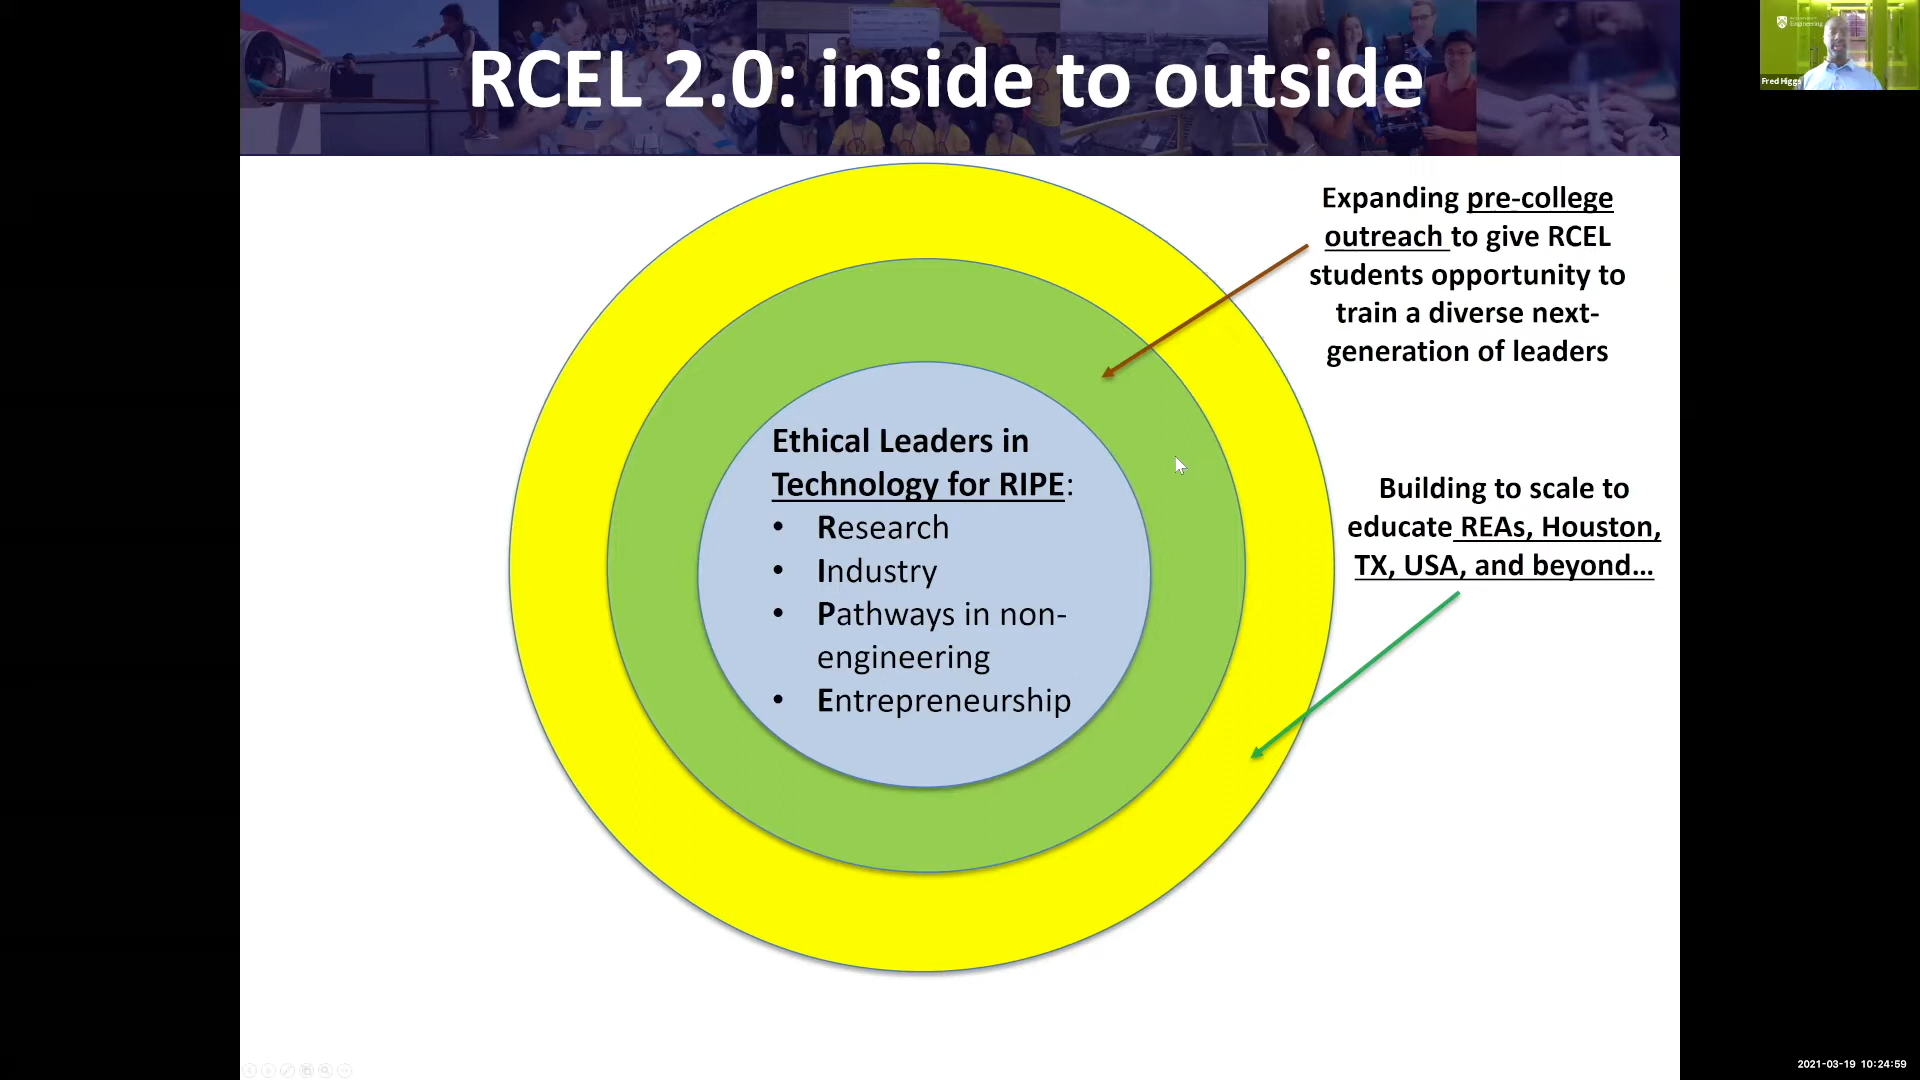 RCEL 2.0: inside to outside
Engineering
Fred Higgs
Expanding pre-college
outreach to give RCEL
students opportunity to
train a diverse next-
generation of leaders
Ethical Leaders in
Technology for RIPE:
• Research
• Industry
• Pathways in non-
engineering
• Entrepreneurship
Building to scale to
educate REAs, Houston,
TX, USA, and beyond...
2021-03-19 10:24:59